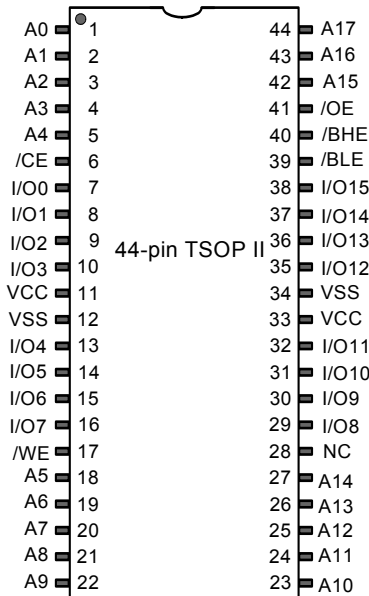 A0 1 44 A17
A1 2 43 A16
A2 3 42 A15
A3 4 41 /OE
A4 5 40 /BHE
/CE 6 39 /BLE
I/O0 7 38 I/O15
I/O1 8 37 I/O14
I/O2 9 44-pin TSOP II 36 I/O13
I/O3 10 35 I/O12
VCC 11 34 VSS
VSS 12 33 VCC
I/O4 13 32 I/O11
I/O5 14 31 I/O10
I/O6 15 30 I/O9
I/O7 16 29 I/O8
/WE 17 28 NC
A5 18 27 A14
A6 19 26 A13
A7 20 25 A12
A8 21 24 A11
A9 22 23 A10